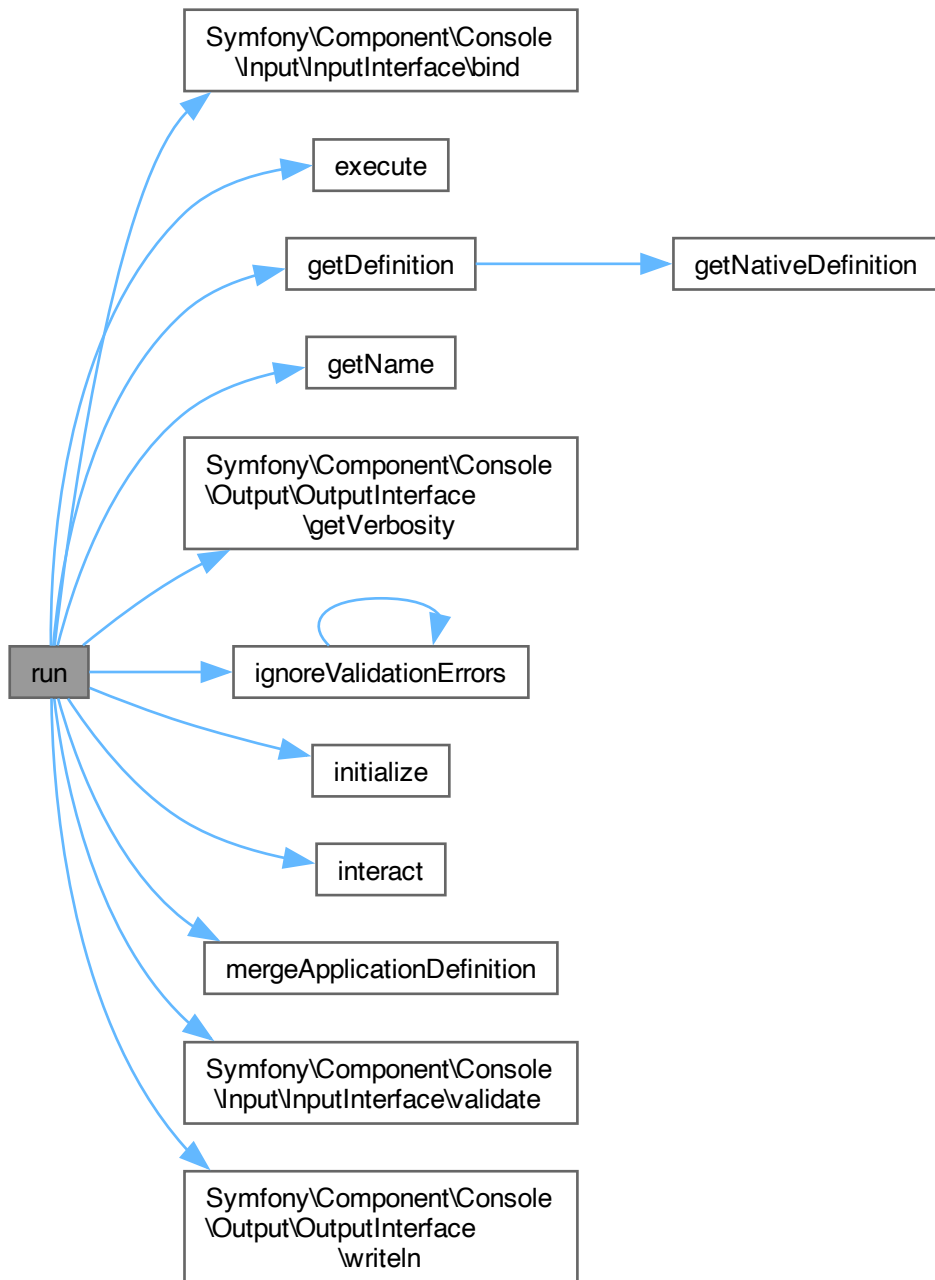 Symfony\Component\Console
\Input\InputInterface\bind
execute
getDefinition
getNativeDefinition
getName
Symfony\Component\Console
\Output\OutputInterface
\getVerbosity
run
ignoreValidationErrors
initialize
interact
mergeApplicationDefinition
Symfony\Component\Console
\Input\InputInterface\validate
Symfony\Component\Console
\Output\OutputInterface
\writeln